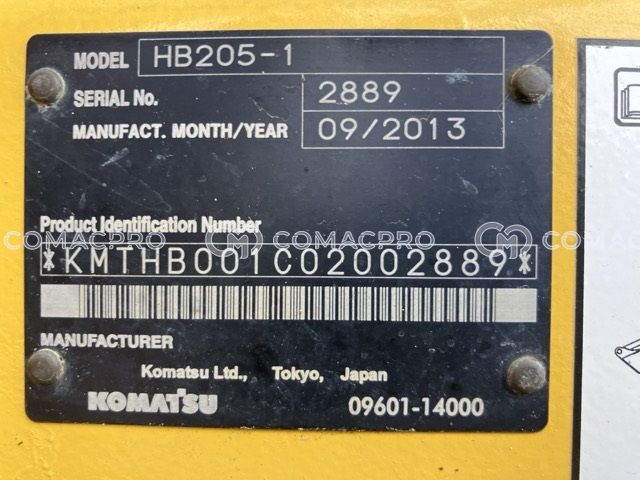 MODEL HB205-1
SERIAL No. 2889
MANUFACT. MONTH/YEAR 09/2013
Product Identification Number
COMACPRO COMACPRO COMACPRO
*KMTHB001C02002889*
MANUFACTURER
Komatsu Ltd., Tokyo, Japan
KOMATSU 09601-14000